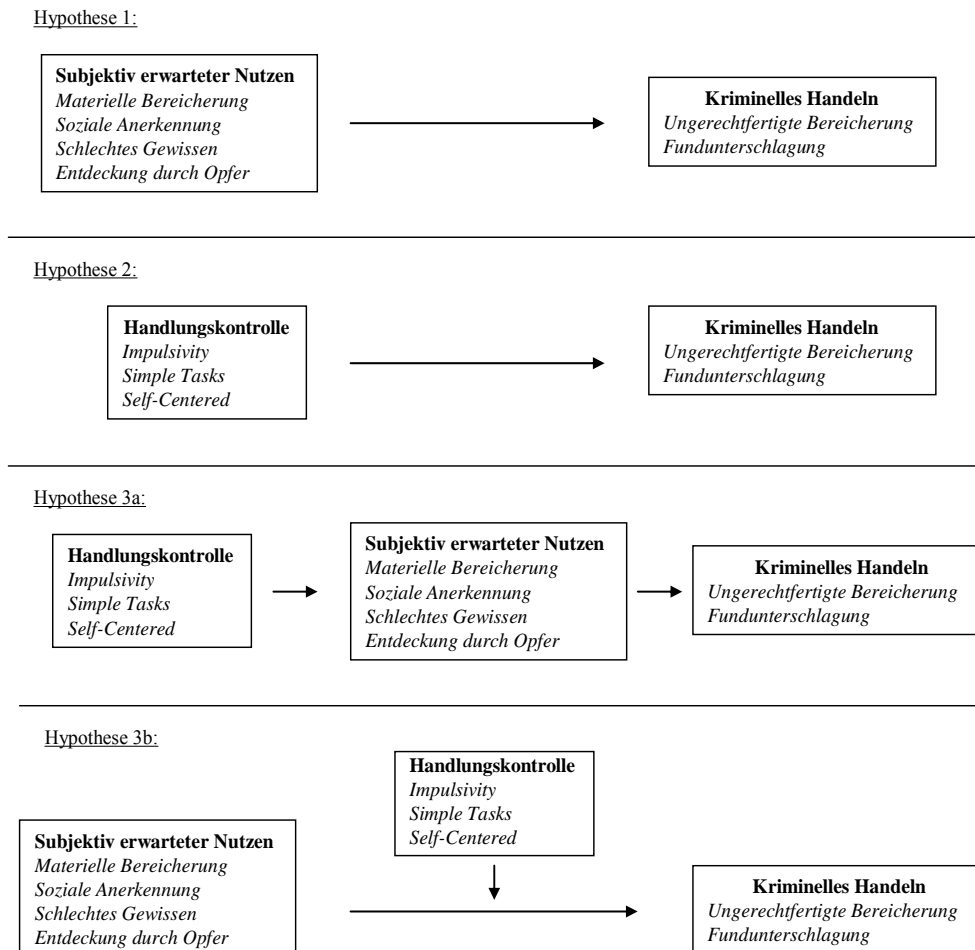 Hypothese 1:
Subjektiv erwarteter Nutzen
Materielle Bereicherung
Soziale Anerkennung
Schlechtes Gewissen
Entdeckung durch Opfer
Kriminelles Handeln
Ungerechtfertigte Bereicherung
Fundunterschlagung
Hypothese 2:
Handlungskontrolle
Impulsivity
Simple Tasks
Self-Centered
Kriminelles Handeln
Ungerechtfertigte Bereicherung
Fundunterschlagung
Hypothese 3a:
Handlungskontrolle
Impulsivity
Simple Tasks
Self-Centered
Subjektiv erwarteter Nutzen
Materielle Bereicherung
Soziale Anerkennung
Schlechtes Gewissen
Entdeckung durch Opfer
Kriminelles Handeln
Ungerechtfertigte Bereicherung
Fundunterschlagung
Hypothese 3b:
Handlungskontrolle
Impulsivity
Simple Tasks
Self-Centered
Subjektiv erwarteter Nutzen
Materielle Bereicherung
Soziale Anerkennung
Schlechtes Gewissen
Entdeckung durch Opfer
Kriminelles Handeln
Ungerechtfertigte Bereicherung
Fundunterschlagung